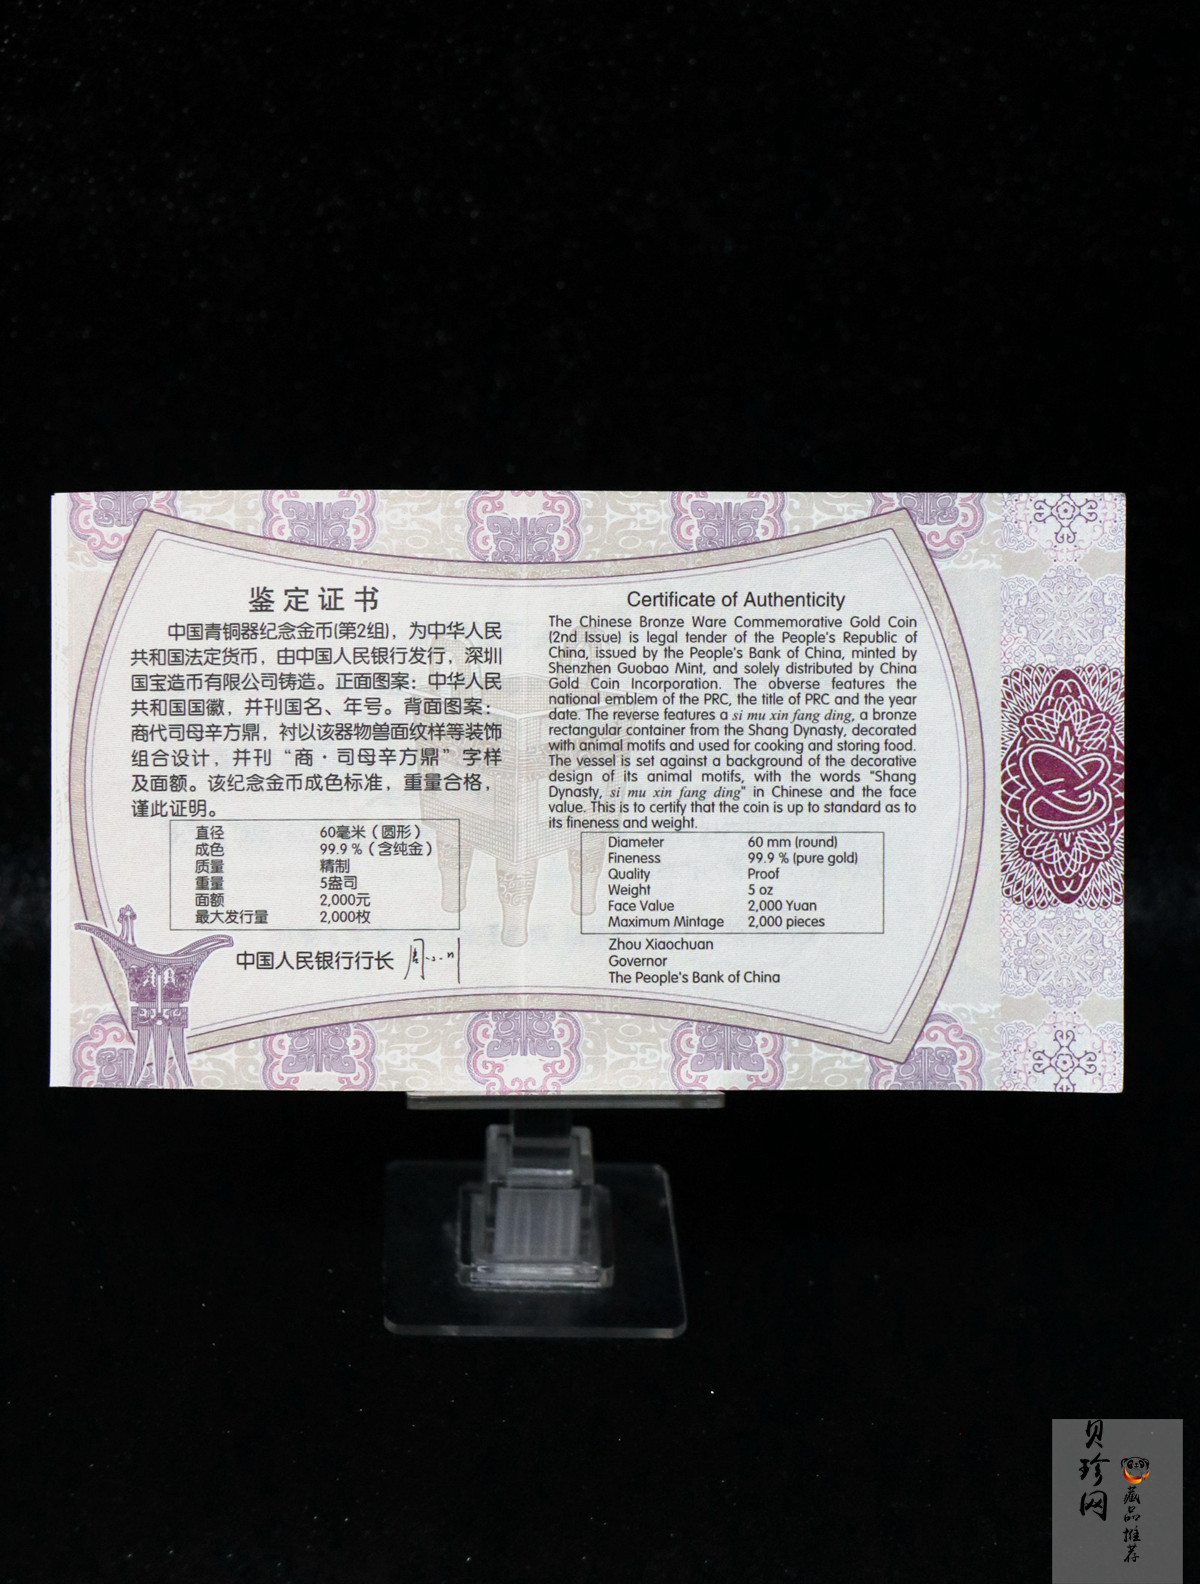 鉴定证书
中国青铜器纪念金币(第2组)，为中华人民
共和国法定货币，由中国人民银行发行，深圳
国宝造币有限公司铸造。正面图案：中华人民
共和国国徽，并刊国名、年号。背面图案：
商代司母辛方鼎，衬以该器物兽面纹样等装饰
组合设计，并刊“商·司母辛方鼎”字样
及面额。该纪念金币成色标准，重量合格，
谨此证明。
直径 60毫米（圆形）
成色 99.9％（含纯金）
质量 精制
重量 5盎司
面额 2,000元
最大发行量 2,000枚
中国人民银行行长
Certificate of Authenticity
The Chinese Bronze Ware Commemorative Gold Coin
(2nd Issue) is legal tender of the People's Republic of
China, issued by the People's Bank of China, minted by
Shenzhen Guobao Mint, and solely distributed by China
Gold Coin Incorporation. The obverse features the
national emblem of the PRC, the title of PRC and the year
date. The reverse features a si mu xin fang ding, a bronze
rectangular container from the Shang Dynasty, decorated
with animal motifs and used for cooking and storing food.
The vessel is set against a background of the decorative
design of its animal motifs, with the words "Shang
Dynasty, si mu xin fang ding" in Chinese and the face
value. This is to certify that the coin is up to standard as to
its fineness and weight.
Diameter 60 mm (round)
Fineness 99.9 % (pure gold)
Quality Proof
Weight 5 oz
Face Value 2,000 Yuan
Maximum Mintage 2,000 pieces
Zhou Xiaochuan
Governor
The People's Bank of China
贝珍网
藏品推荐